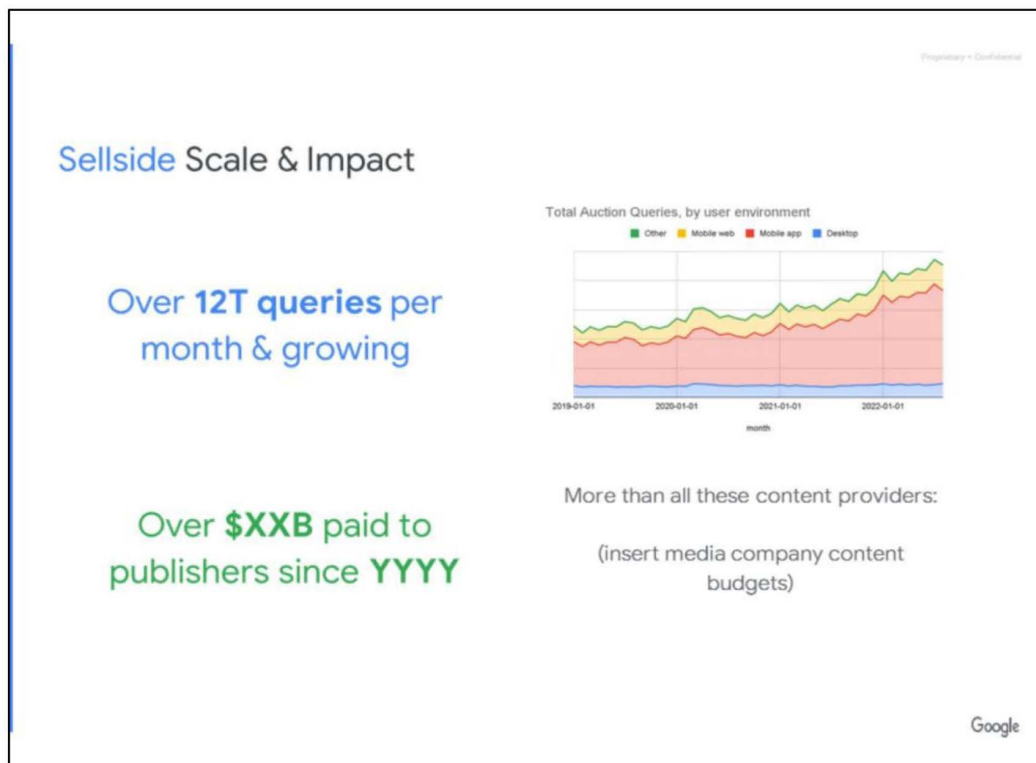 Proprietary + Confidential
Sellside Scale & Impact
Over 12T queries per
month & growing
Total Auction Queries, by user environment
Other Mobile web Mobile app Desktop
2019-01-01 2020-01-01 2021-01-01 2022-01-01
month
Over $XXB paid to
publishers since YYYY
More than all these content providers:
(insert media company content
budgets)
Google